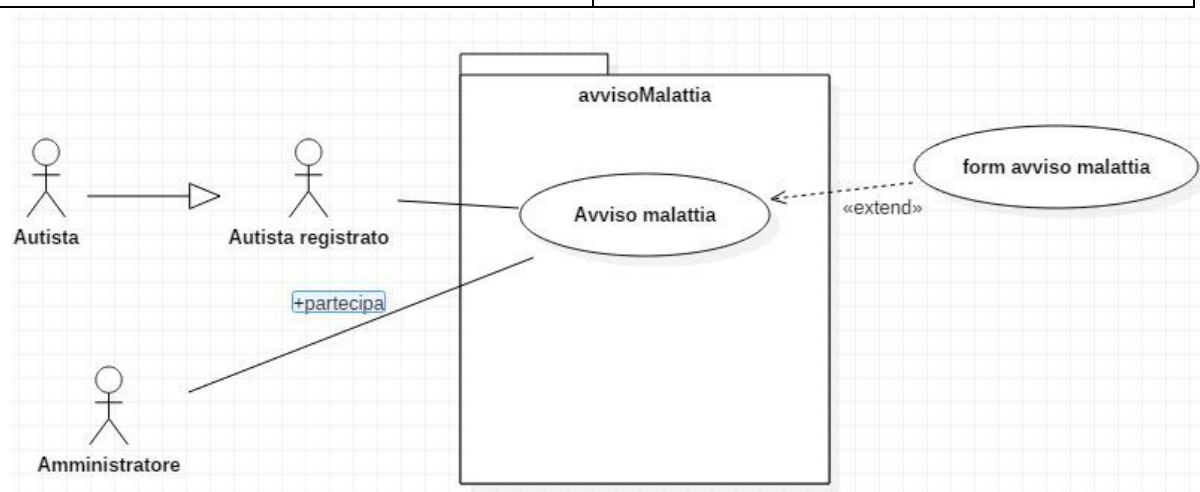 avvisoMalattia
form avviso malattia
Avviso malattia
«extend»
Autista
Autista registrato
+partecipa
Amministratore